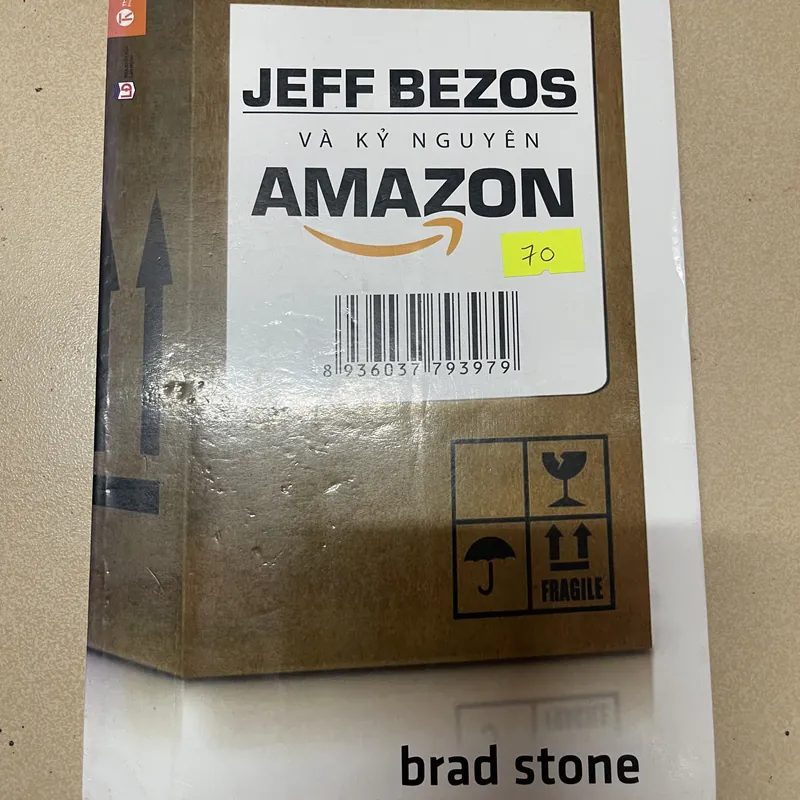 JEFF BEZOS
VÀ KỶ NGUYÊN
AMAZON
70
8 936037 793979
FRAGILE
brad stone